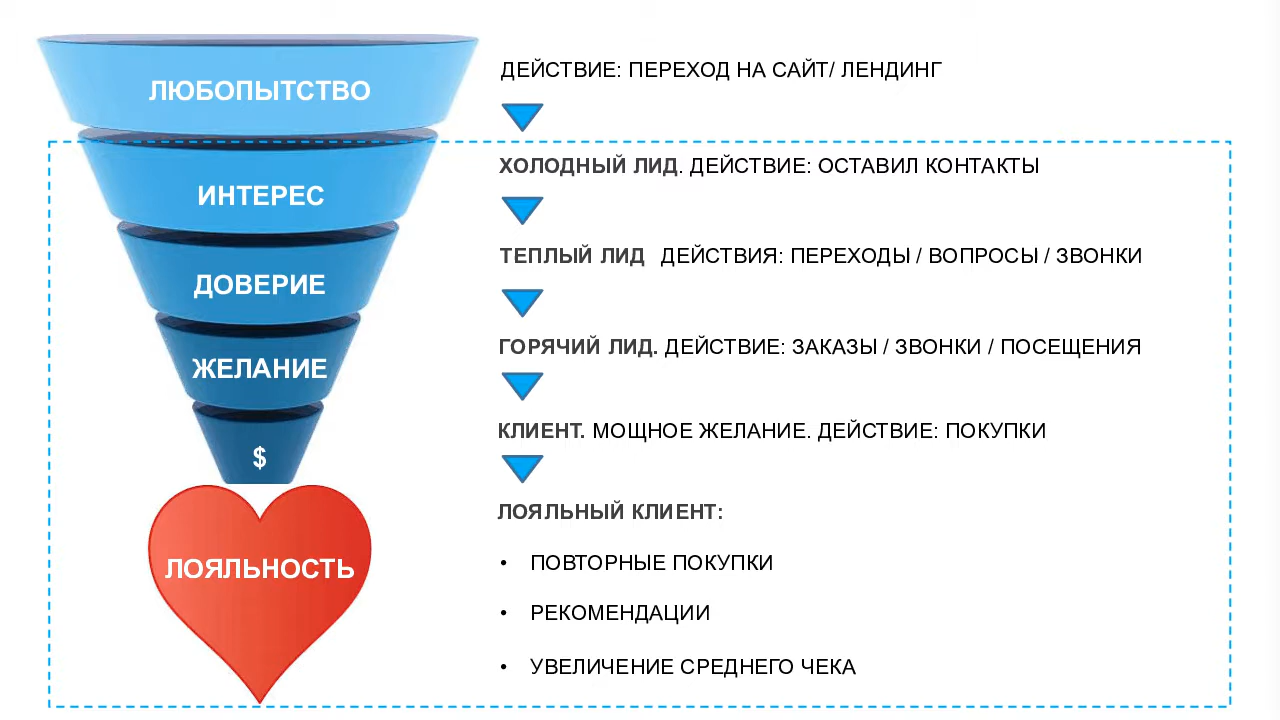 ЛЮБОПЫТСТВО
ДЕЙСТВИЕ: ПЕРЕХОД НА САЙТ/ ЛЕНДИНГ
ИНТЕРЕС
ХОЛОДНЫЙ ЛИД. ДЕЙСТВИЕ: ОСТАВИЛ КОНТАКТЫ
ДОВЕРИЕ
ТЕПЛЫЙ ЛИД ДЕЙСТВИЯ: ПЕРЕХОДЫ / ВОПРОСЫ / ЗВОНКИ
ЖЕЛАНИЕ
ГОРЯЧИЙ ЛИД. ДЕЙСТВИЕ: ЗАКАЗЫ / ЗВОНКИ / ПОСЕЩЕНИЯ
$
КЛИЕНТ. МОЩНОЕ ЖЕЛАНИЕ. ДЕЙСТВИЕ: ПОКУПКИ
ЛОЯЛЬНОСТЬ
ЛОЯЛЬНЫЙ КЛИЕНТ:
• ПОВТОРНЫЕ ПОКУПКИ
• РЕКОМЕНДАЦИИ
• УВЕЛИЧЕНИЕ СРЕДНЕГО ЧЕКА